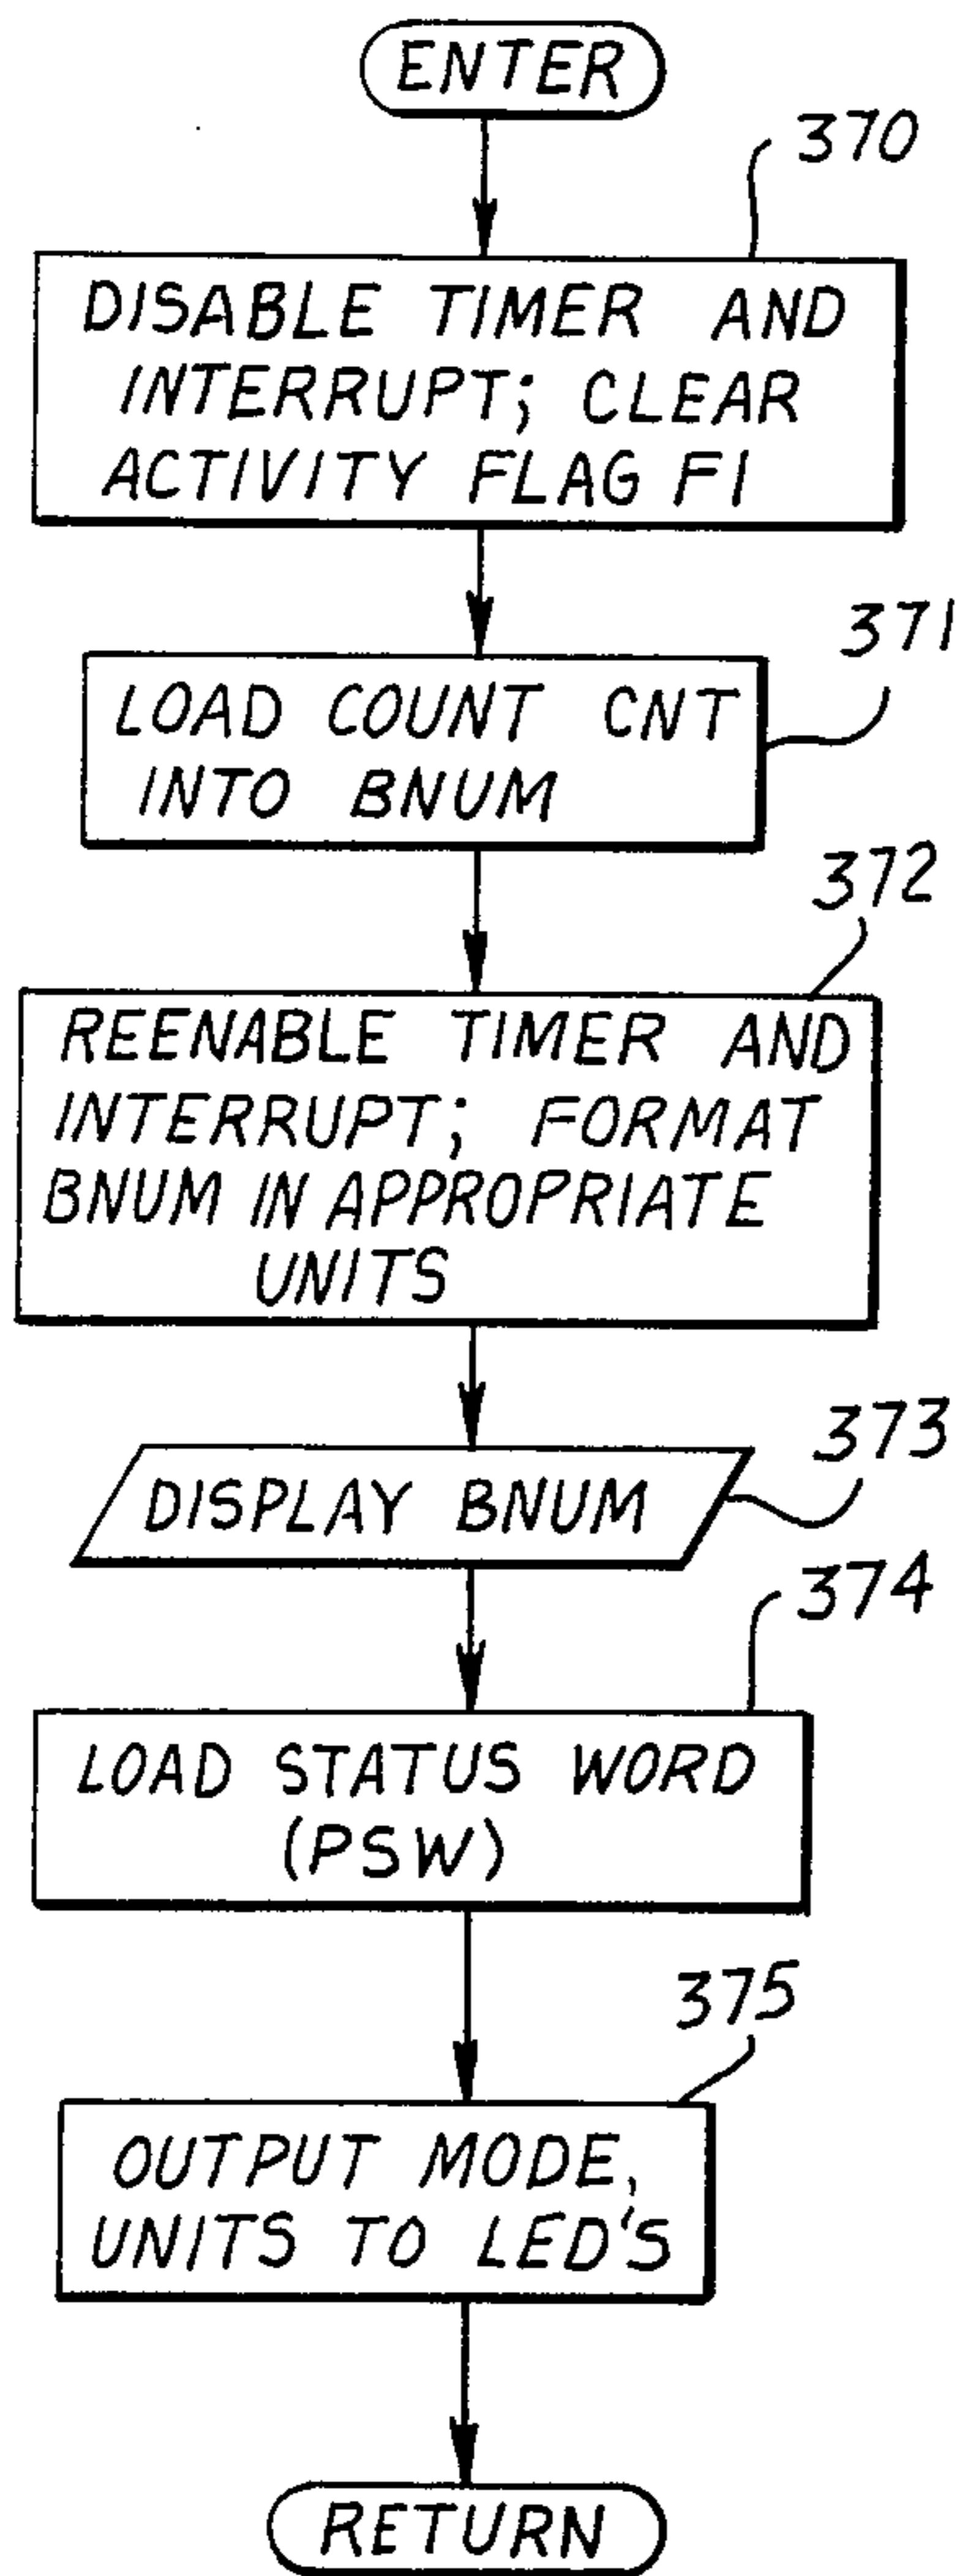 ENTER
370
DISABLE TIMER AND
INTERRUPT; CLEAR
ACTIVITY FLAG F1
371
LOAD COUNT CNT
INTO BNUM
372
REENABLE TIMER AND
INTERRUPT; FORMAT
BNUM IN APPROPRIATE
UNITS
373
DISPLAY BNUM
374
LOAD STATUS WORD
(PSW)
375
OUTPUT MODE,
UNITS TO LED'S
RETURN